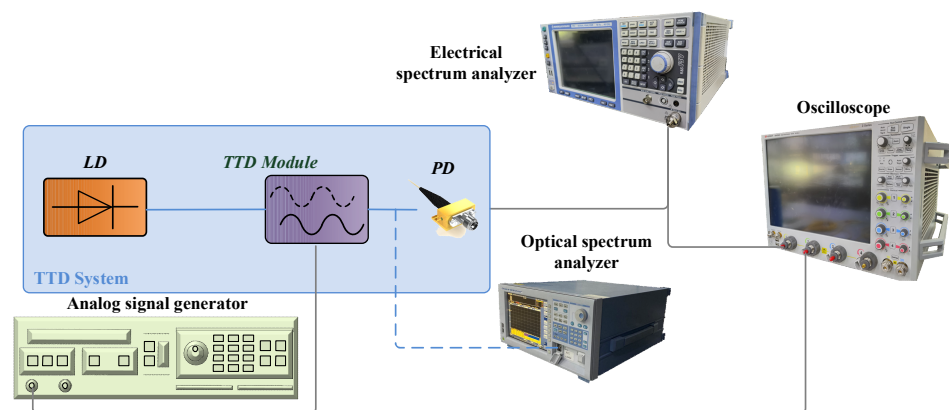 Electrical
spectrum analyzer
Oscilloscope
LD
TTD Module
PD
Optical spectrum
analyzer
TTD System
Analog signal generator